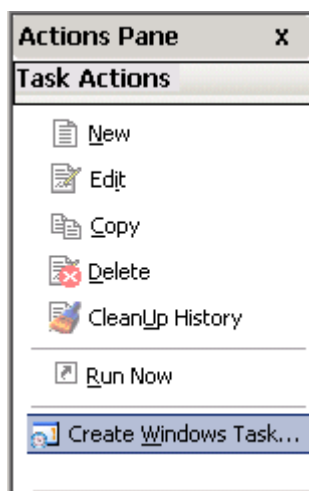 Actions Pane x
Task Actions
New
Edit
Copy
Delete
CleanUp History
Run Now
Create Windows Task...